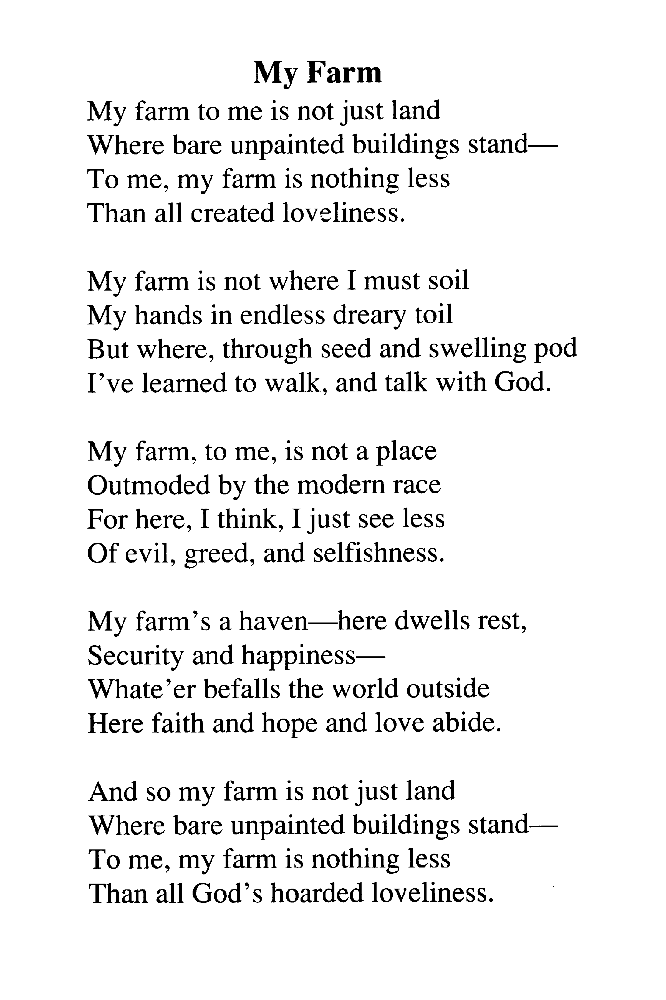 My Farm
My farm to me is not just land
Where bare unpainted buildings stand—
To me, my farm is nothing less
Than all created loveliness.

My farm is not where I must soil
My hands in endless dreary toil
But where, through seed and swelling pod
I've learned to walk, and talk with God.

My farm, to me, is not a place
Outmoded by the modern race
For here, I think, I just see less
Of evil, greed, and selfishness.

My farm's a haven—here dwells rest,
Security and happiness—
Whate'er befalls the world outside
Here faith and hope and love abide.

And so my farm is not just land
Where bare unpainted buildings stand—
To me, my farm is nothing less
Than all God's hoarded loveliness.